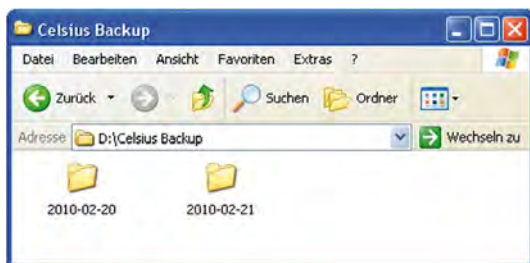 Celsius Backup
Datei Bearbeiten Ansicht Favoriten Extras ?
Zurück Suchen Ordner
Adresse D:\Celsius Backup Wechseln zu
2010-02-20 2010-02-21